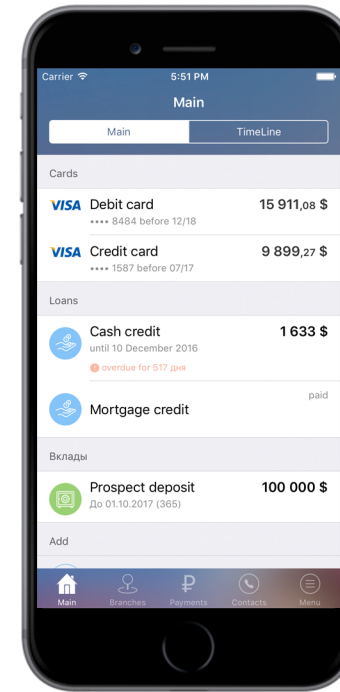 Carrier 5:51 PM
Main
Main TimeLine
Cards
VISA Debit card 15 911,08 $
•••• 8484 before 12/18
VISA Credit card 9 899,27 $
•••• 1587 before 07/17
Loans
Cash credit 1 633 $
until 10 December 2016
overdue for 517 дня
paid
Mortgage credit
Вклады
Prospect deposit 100 000 $
До 01.10.2017 (365)
Add
Main Branches Payments Contacts Menu